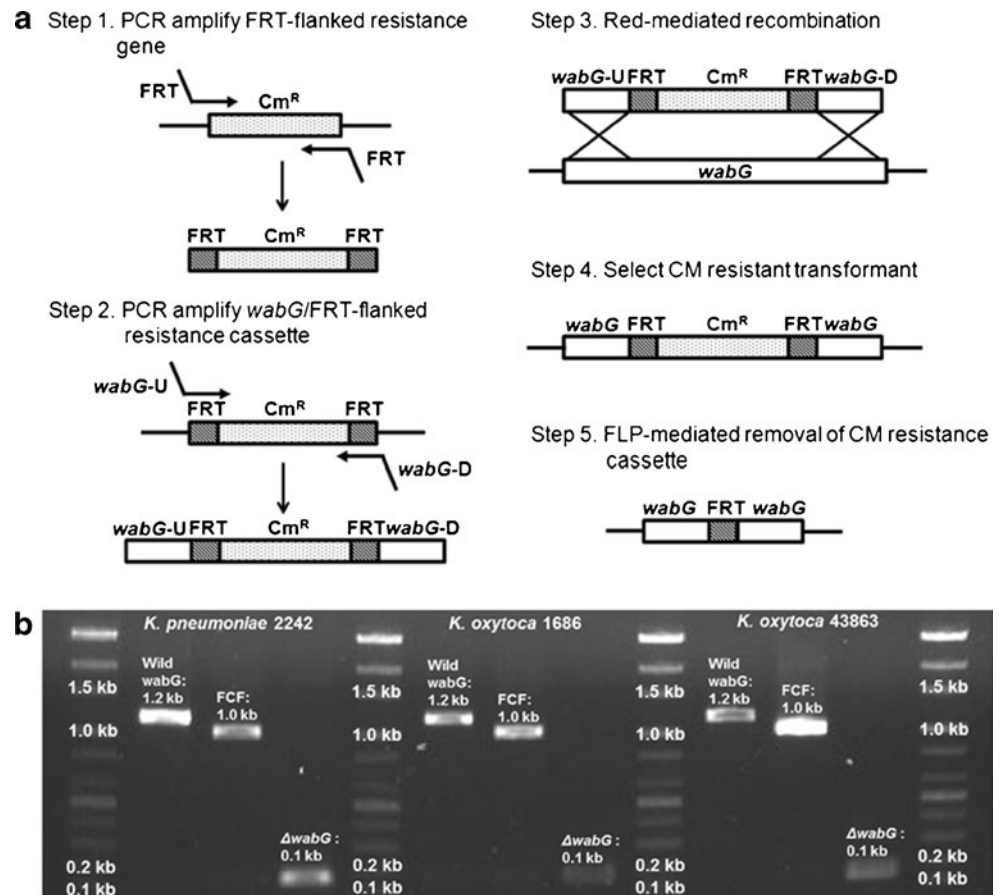 a
Step 1. PCR amplify FRT-flanked resistance
gene
FRT
Cmᴿ
FRT
FRT Cmᴿ FRT
Step 2. PCR amplify wabG/FRT-flanked
resistance cassette
wabG-U
FRT Cmᴿ FRT
wabG-D
wabG-U FRT Cmᴿ FRT wabG-D
Step 3. Red-mediated recombination
wabG-U FRT Cmᴿ FRT wabG-D
wabG
Step 4. Select CM resistant transformant
wabG FRT Cmᴿ FRT wabG
Step 5. FLP-mediated removal of CM resistance
cassette
wabG FRT wabG
b
K. pneumoniae 2242
Wild
wabG:
1.2 kb
FCF:
1.0 kb
1.5 kb
1.0 kb
ΔwabG :
0.1 kb
0.2 kb
0.1 kb
K. oxytoca 1686
1.5 kb
1.0 kb
0.2 kb
0.1 kb
Wild
wabG:
1.2 kb
FCF:
1.0 kb
ΔwabG :
0.1 kb
K. oxytoca 43863
1.5 kb
1.0 kb
0.2 kb
0.1 kb
Wild
wabG:
1.2 kb
FCF:
1.0 kb
ΔwabG :
0.1 kb
1.5 kb
1.0 kb
0.2 kb
0.1 kb